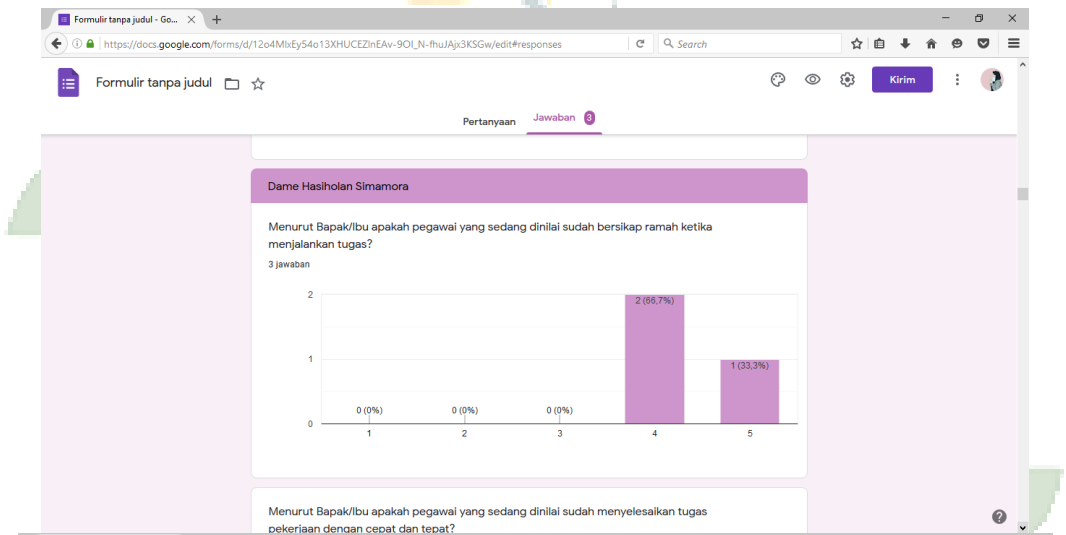 Formulir tanpa judul - Go...
https://docs.google.com/forms/d/12o4MlxEy54o13XHUCEZlnEAv-9OI_N-fhuJAjx3KSGw/edit#responses
Search
Formulir tanpa judul
Kirim
Pertanyaan
Jawaban 3
Dame Hasiholan Simamora
Menurut Bapak/Ibu apakah pegawai yang sedang dinilai sudah bersikap ramah ketika
menjalankan tugas?
3 jawaban
2
1
0
0 (0%)
0 (0%)
0 (0%)
2 (66,7%)
1 (33,3%)
1
2
3
4
5
Menurut Bapak/Ibu apakah pegawai yang sedang dinilai sudah menyelesaikan tugas
pekerjaan dengan cepat dan tepat?